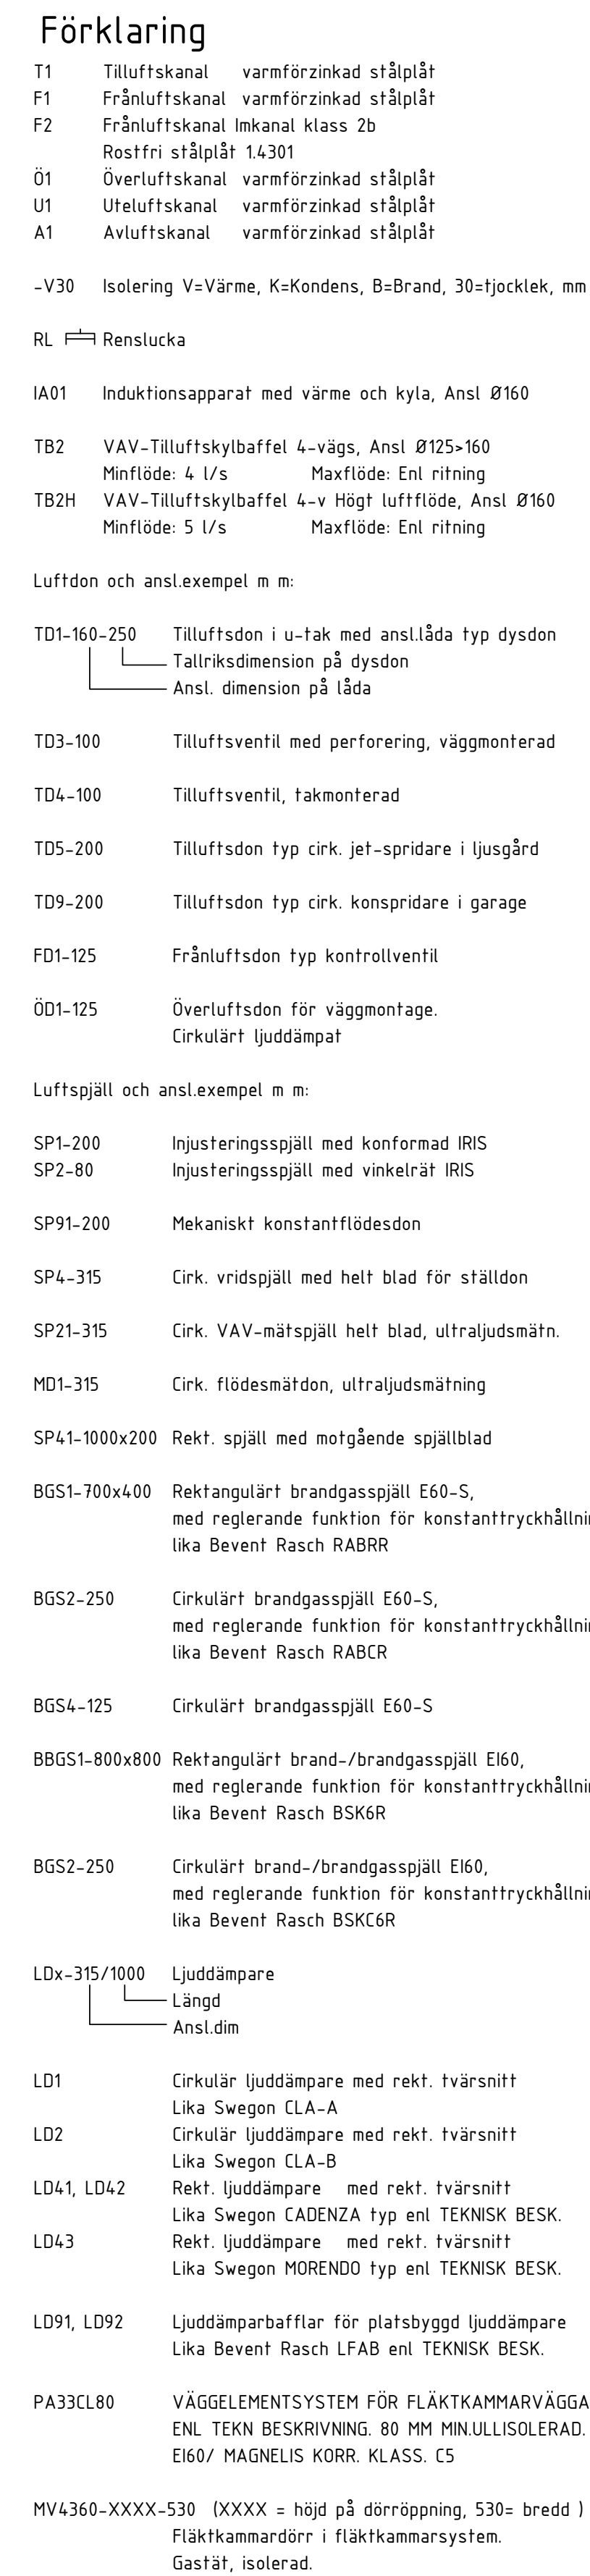 Förklaring
T1 Tilluftskanal varmförzinkad stålplåt
F1 Frånluftskanal varmförzinkad stålplåt
F2 Frånluftskanal Imkanal klass 2b
Rostfri stålplåt 1.4301
Ö1 Överluftskanal varmförzinkad stålplåt
U1 Uteluftskanal varmförzinkad stålplåt
A1 Avluftskanal varmförzinkad stålplåt
-V30 Isolering V=Värme, K=Kondens, B=Brand, 30=tjocklek, mm
RL Renslucka
IA01 Induktionsapparat med värme och kyla, Ansl Ø160
TB2 VAV-Tilluftskylbaffel 4-vägs, Ansl Ø125>160
Minflöde: 4 l/s Maxflöde: Enl ritning
TB2H VAV-Tilluftskylbaffel 4-v Högt luftflöde, Ansl Ø160
Minflöde: 5 l/s Maxflöde: Enl ritning
Luftdon och ansl.exempel m m:
TD1-160-250 Tilluftsdon i u-tak med ansl.låda typ dysdon
Tallriksdimension på dysdon
Ansl. dimension på låda
TD3-100 Tilluftsventil med perforering, väggmonterad
TD4-100 Tilluftsventil, takmonterad
TD5-200 Tilluftsdon typ cirk. jet-spridare i ljusgård
TD9-200 Tilluftsdon typ cirk. konspridare i garage
FD1-125 Frånluftsdon typ kontrollventil
ÖD1-125 Överluftsdon för väggmontage.
Cirkulärt ljuddämpat
Luftspjäll och ansl.exempel m m:
SP1-200 Injusteringsspjäll med konformad IRIS
SP2-80 Injusteringsspjäll med vinkelrät IRIS
SP91-200 Mekaniskt konstantflödesdon
SP4-315 Cirk. vridspjäll med helt blad för ställdon
SP21-315 Cirk. VAV-mätspjäll helt blad, ultraljudsmätn.
MD1-315 Cirk. flödesmätdon, ultraljudsmätning
SP41-1000x200 Rekt. spjäll med motgående spjällblad
BGS1-700x400 Rektangulärt brandgasspjäll E60-S,
med reglerande funktion för konstanttryckhållni
lika Bevent Rasch RABRR
BGS2-250 Cirkulärt brandgasspjäll E60-S,
med reglerande funktion för konstanttryckhållni
lika Bevent Rasch RABCR
BGS4-125 Cirkulärt brandgasspjäll E60-S
BBGS1-800x800 Rektangulärt brand-/brandgasspjäll EI60,
med reglerande funktion för konstanttryckhållni
lika Bevent Rasch BSK6R
BGS2-250 Cirkulärt brand-/brandgasspjäll EI60,
med reglerande funktion för konstanttryckhållni
lika Bevent Rasch BSKC6R
LDx-315/1000 Ljuddämpare
Längd
Ansl.dim
LD1 Cirkulär ljuddämpare med rekt. tvärsnitt
Lika Swegon CLA-A
LD2 Cirkulär ljuddämpare med rekt. tvärsnitt
Lika Swegon CLA-B
LD41, LD42 Rekt. ljuddämpare med rekt. tvärsnitt
Lika Swegon CADENZA typ enl TEKNISK BESK.
LD43 Rekt. ljuddämpare med rekt. tvärsnitt
Lika Swegon MORENDO typ enl TEKNISK BESK.
LD91, LD92 Ljuddämparbafflar för platsbyggd ljuddämpare
Lika Bevent Rasch LFAB enl TEKNISK BESK.
PA33CL80 VÄGGELEMENTSYSTEM FÖR FLÄKTKAMMARVÄGGA
ENL TEKN BESKRIVNING. 80 MM MIN.ULLISOLERAD.
EI60/ MAGNELIS KORR. KLASS. C5
MV4360-XXXX-530 (XXXX = höjd på dörröppning, 530= bredd )
Fläktkammardörr i fläktkammarsystem.
Gastät, isolerad.